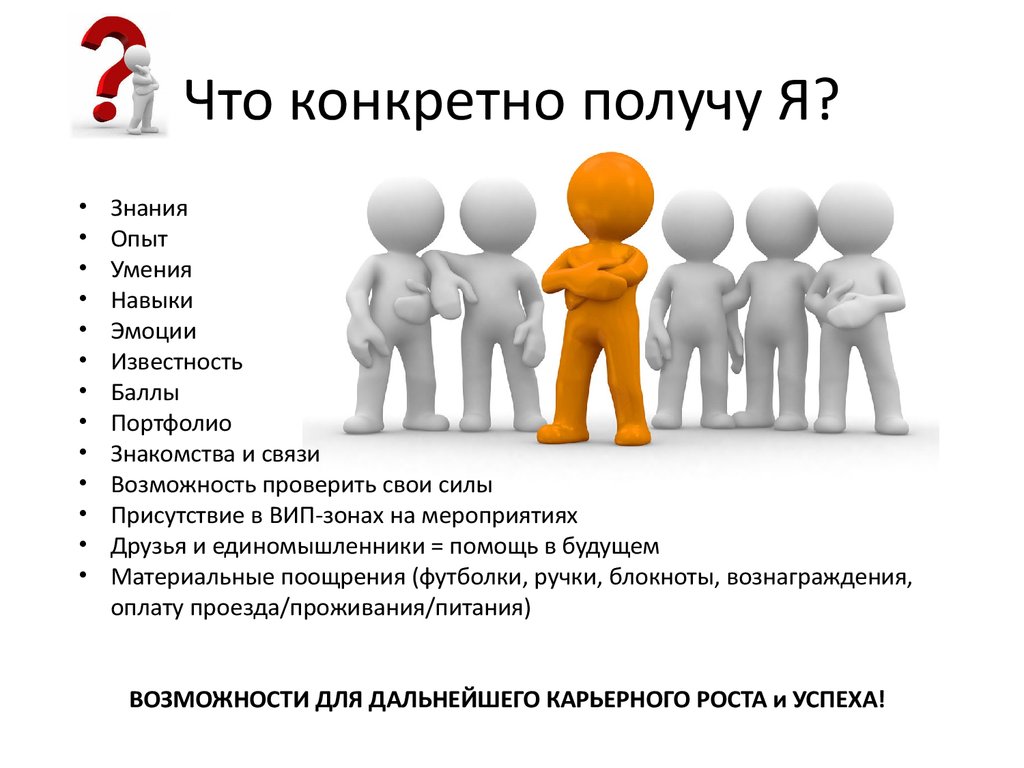 Что конкретно получу Я?
• Знания
• Опыт
• Умения
• Навыки
• Эмоции
• Известность
• Баллы
• Портфолио
• Знакомства и связи
• Возможность проверить свои силы
• Присутствие в ВИП-зонах на мероприятиях
• Друзья и единомышленники = помощь в будущем
• Материальные поощрения (футболки, ручки, блокноты, вознаграждения,
оплату проезда/проживания/питания)
ВОЗМОЖНОСТИ ДЛЯ ДАЛЬНЕЙШЕГО КАРЬЕРНОГО РОСТА и УСПЕХА!